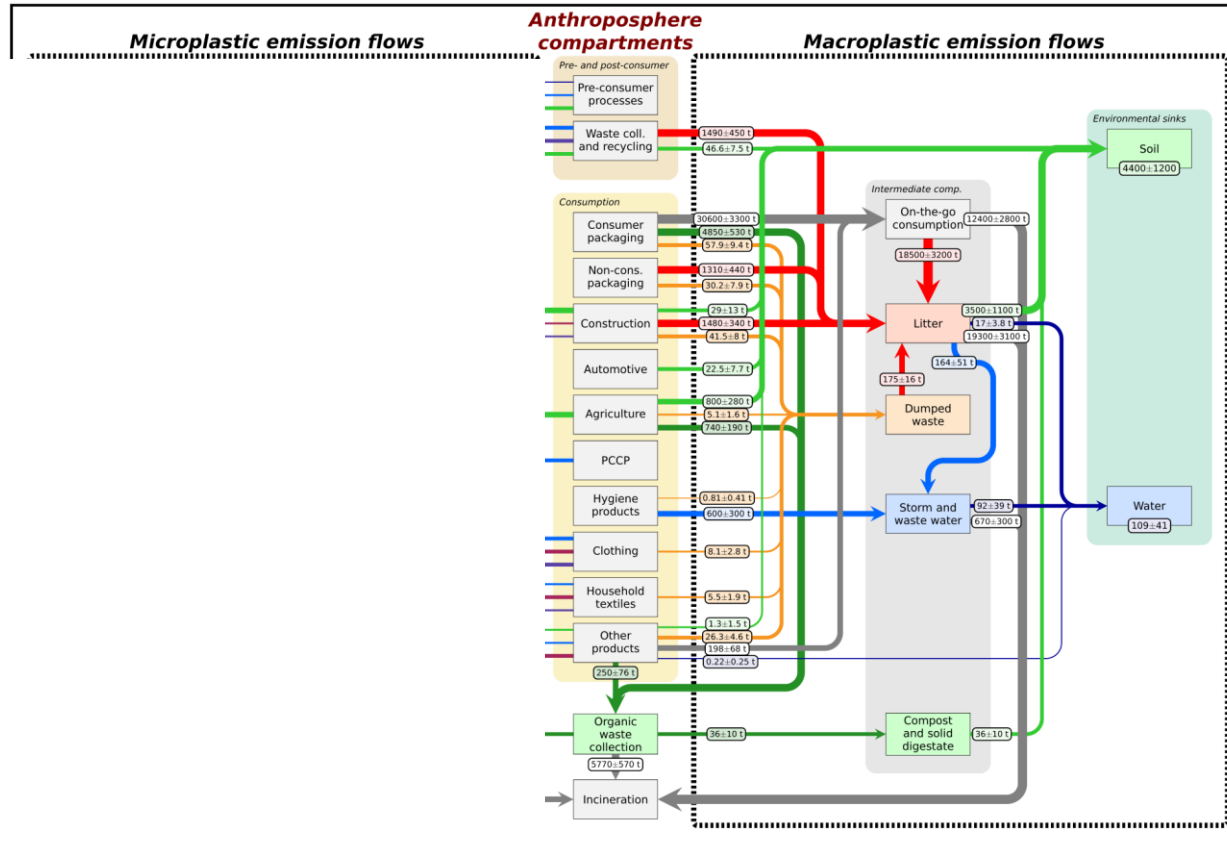 Microplastic emission flows
Anthroposphere
compartments
Macroplastic emission flows
Pre- and post-consumer
Pre-consumer
processes
Waste coll.
and recycling
1490±450 t
46.6±7.5 t
Environmental sinks
Soil
4400±1200
Consumption
Consumer
packaging
30600±3300 t
4850±530 t
57.9±9.4 t
Intermediate comp.
On-the-go
consumption
12400±2800 t
18500±3200 t
Non-cons.
packaging
1310±440 t
30.2±7.9 t
Construction
29±13 t
1480±340 t
41.5±8 t
Litter
3500±1100 t
17±3.8 t
19300±3100 t
164±51 t
175±16 t
Automotive
22.5±7.7 t
Agriculture
800±280 t
5.1±1.6 t
740±190 t
Dumped
waste
PCCP
Hygiene
products
0.81±0.41 t
600±300 t
Storm and
waste water
92±39 t
670±300 t
Water
109±41
Clothing
8.1±2.8 t
Household
textiles
5.5±1.9 t
Other
products
1.3±1.5 t
26.3±4.6 t
198±68 t
0.22±0.25 t
250±76 t
Organic
waste
collection
36±10 t
Compost
and solid
digestate
36±10 t
5770±570 t
Incineration